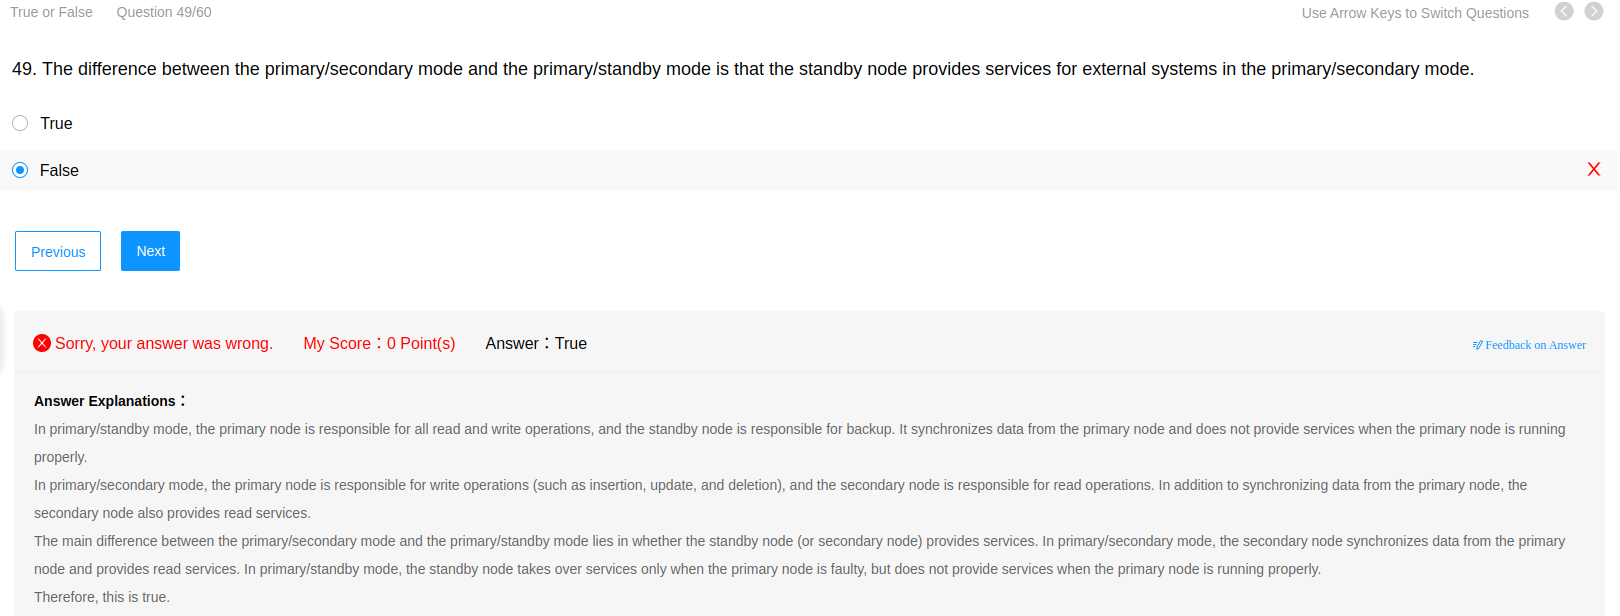 True or False Question 49/60 Use Arrow Keys to Switch Questions
49. The difference between the primary/secondary mode and the primary/standby mode is that the standby node provides services for external systems in the primary/secondary mode.
True
False
Previous Next
Sorry, your answer was wrong. My Score：0 Point(s) Answer：True Feedback on Answer
Answer Explanations：
In primary/standby mode, the primary node is responsible for all read and write operations, and the standby node is responsible for backup. It synchronizes data from the primary node and does not provide services when the primary node is running
properly.
In primary/secondary mode, the primary node is responsible for write operations (such as insertion, update, and deletion), and the secondary node is responsible for read operations. In addition to synchronizing data from the primary node, the
secondary node also provides read services.
The main difference between the primary/secondary mode and the primary/standby mode lies in whether the standby node (or secondary node) provides services. In primary/secondary mode, the secondary node synchronizes data from the primary
node and provides read services. In primary/standby mode, the standby node takes over services only when the primary node is faulty, but does not provide services when the primary node is running properly.
Therefore, this is true.